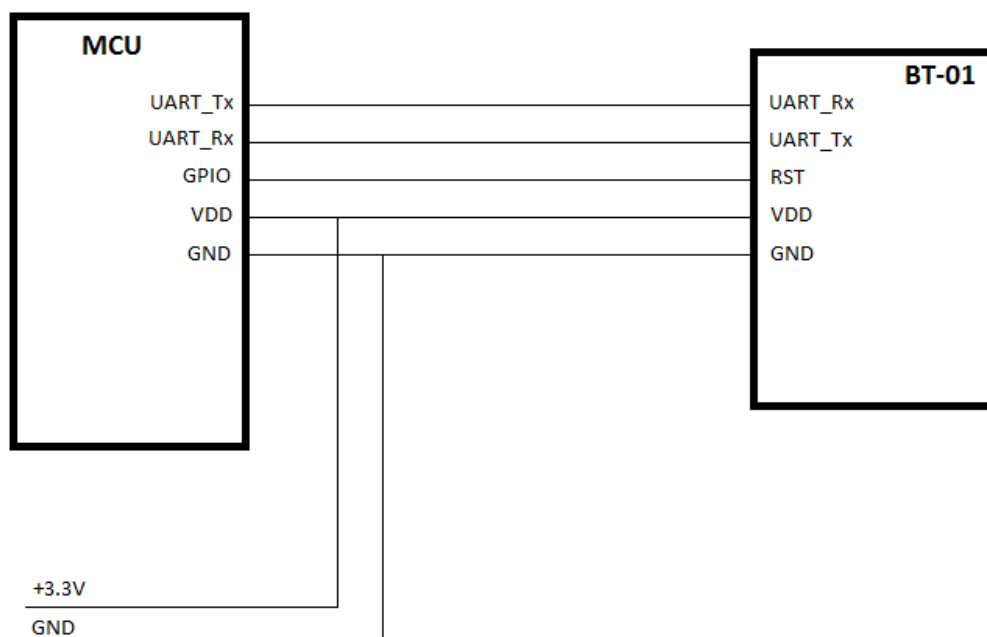 MCU
UART_Tx
UART_Rx
GPIO
VDD
GND
BT-01
UART_Rx
UART_Tx
RST
VDD
GND
+3.3V
GND